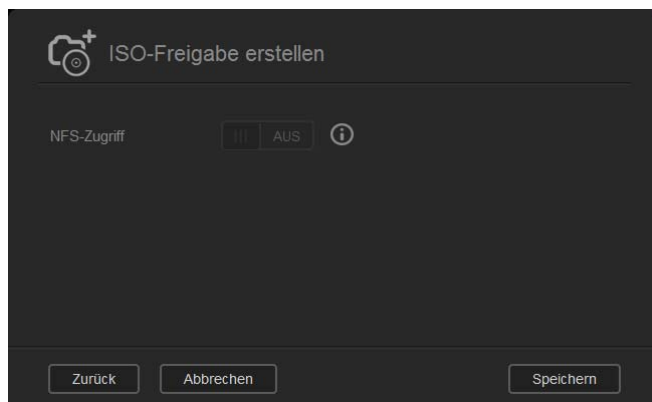 ISO-Freigabe erstellen
NFS-Zugriff AUS
Zurück Abbrechen Speichern